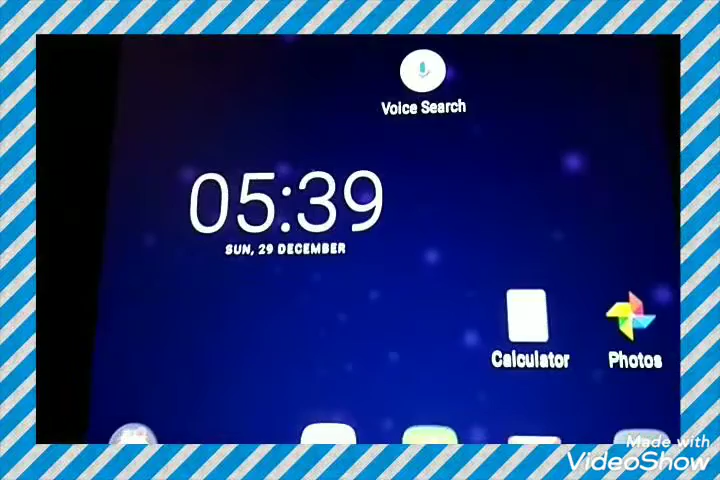 Voice Search
05:39
SUN, 29 DECEMBER
Calculator
Photos
Made with
VideoShow